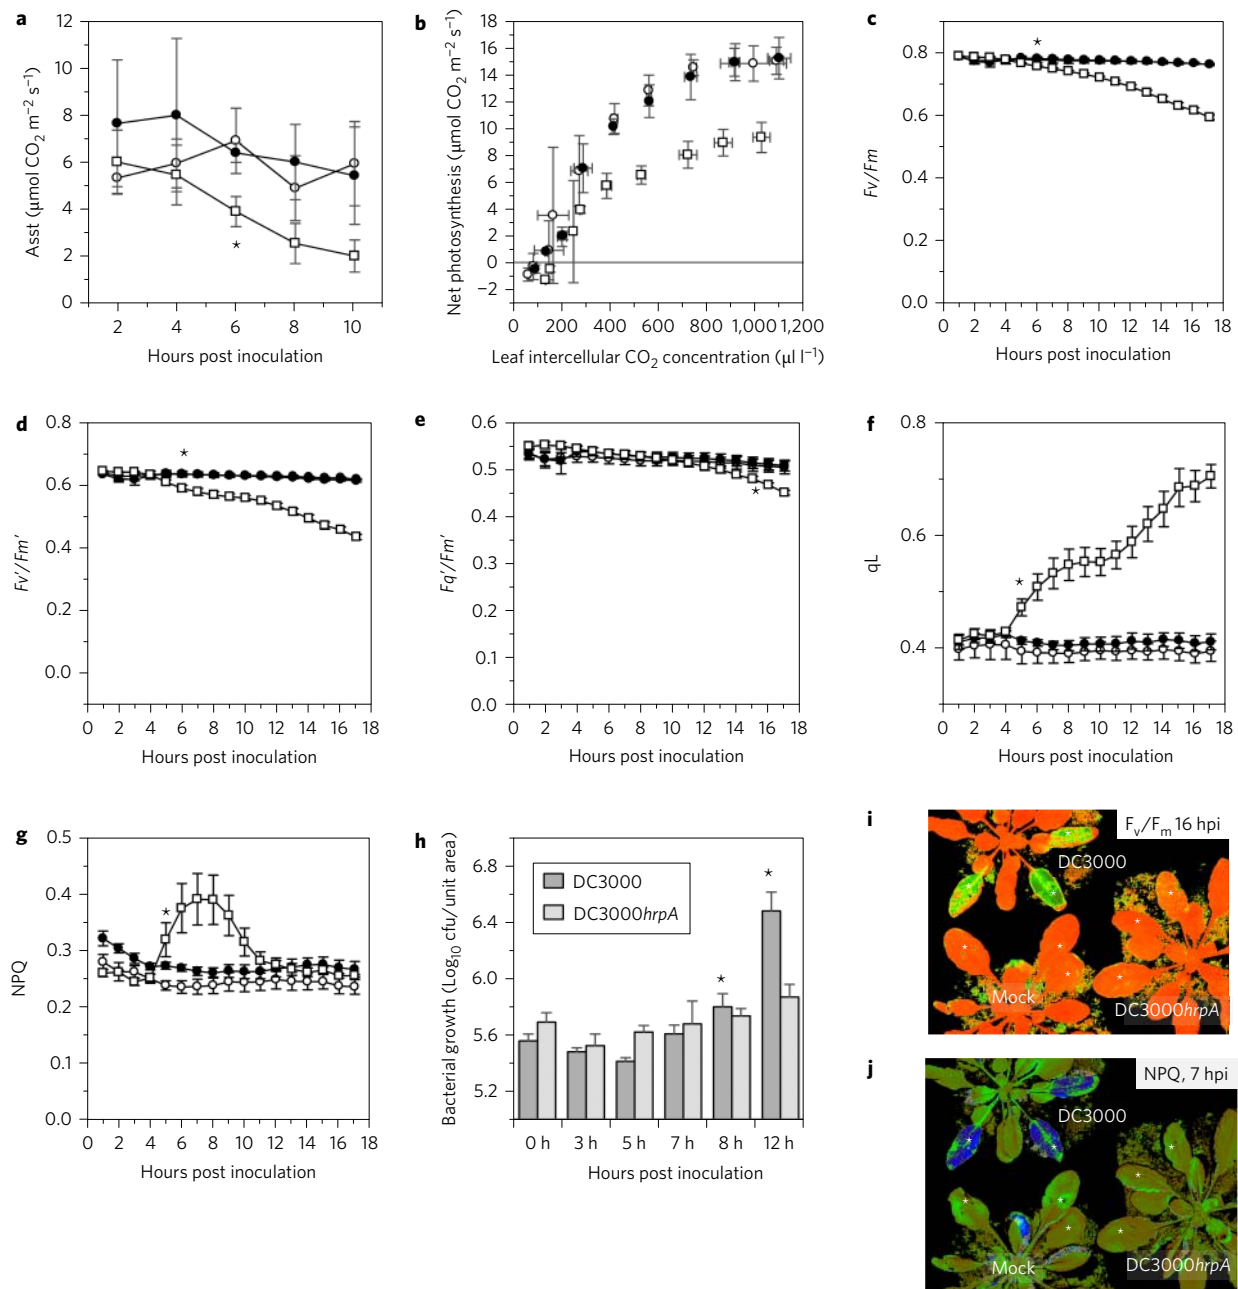 a
12
10
8
6
4
2
0
Asst (μmol CO2 m−2 s−1)
2 4 6 8 10
Hours post inoculation
*
b
18
16
14
12
10
8
6
4
2
0
−2
Net photosynthesis (μmol CO2 m−2 s−1)
0 200 400 600 800 1,000 1,200
Leaf intercellular CO2 concentration (μl l−1)
c
0.8
0.6
0.4
0.2
0.0
Fv/Fm
*
0 2 4 6 8 10 12 14 16 18
Hours post inoculation
d
0.8
0.6
0.4
0.2
0.0
Fv′/Fm′
*
0 2 4 6 8 10 12 14 16 18
Hours post inoculation
e
0.6
0.5
0.4
0.3
0.2
0.1
0.0
Fq′/Fm′
*
0 2 4 6 8 10 12 14 16 18
Hours post inoculation
f
0.8
0.6
0.4
qL
*
0 2 4 6 8 10 12 14 16 18
Hours post inoculation
g
0.5
0.4
0.3
0.2
0.1
0.0
NPQ
*
0 2 4 6 8 10 12 14 16 18
Hours post inoculation
h
6.8
6.4
6.0
5.6
5.2
Bacterial growth (Log10 cfu/unit area)
DC3000
DC3000hrpA
*
*
0 h 3 h 5 h 7 h 8 h 12 h
Hours post inoculation
i
Fv/Fm 16 hpi
DC3000
Mock
DC3000hrpA
j
NPQ, 7 hpi
DC3000
Mock
DC3000hrpA